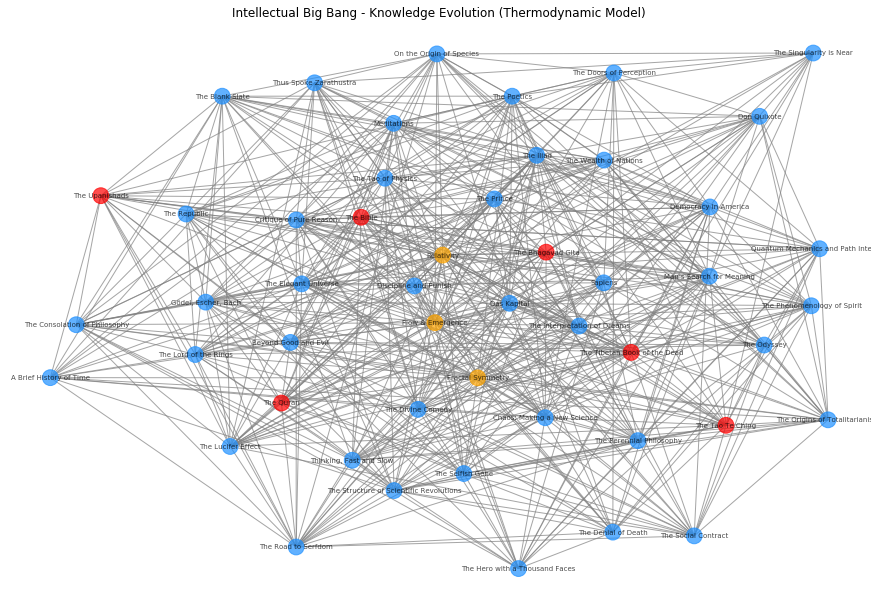 Intellectual Big Bang - Knowledge Evolution (Thermodynamic Model)
On the Origin of Species
The Singularity is Near
The Doors of Perception
Thus Spoke Zarathustra
The Blank Slate
The Poetics
Don Quixote
Meditations
The Iliad
The Wealth of Nations
The Tao of Physics
The Upanishads
The Prince
Democracy in America
The Republic
The Bible
Critique of Pure Reason
Quantum Mechanics and Path Inte
The Bhagavad Gita
Relativity
Man's Search for Meaning
The Elegant Universe
Discipline and Punish
Sapiens
Gödel, Escher, Bach
Das Kapital
The Phenomenology of Spirit
The Consolation of Philosophy
Flow & Emergence
The Interpretation of Dreams
Beyond Good and Evil
The Odyssey
The Lord of the Rings
The Tibetan Book of the Dead
A Brief History of Time
Fractal Symmetry
The Quran
The Divine Comedy
Chaos: Making a New Science
The Origins of Totalitarianis
The Tao Te Ching
The Lucifer Effect
The Perennial Philosophy
Thinking, Fast and Slow
The Selfish Gene
The Structure of Scientific Revolutions
The Denial of Death
The Social Contract
The Road to Serfdom
The Hero with a Thousand Faces